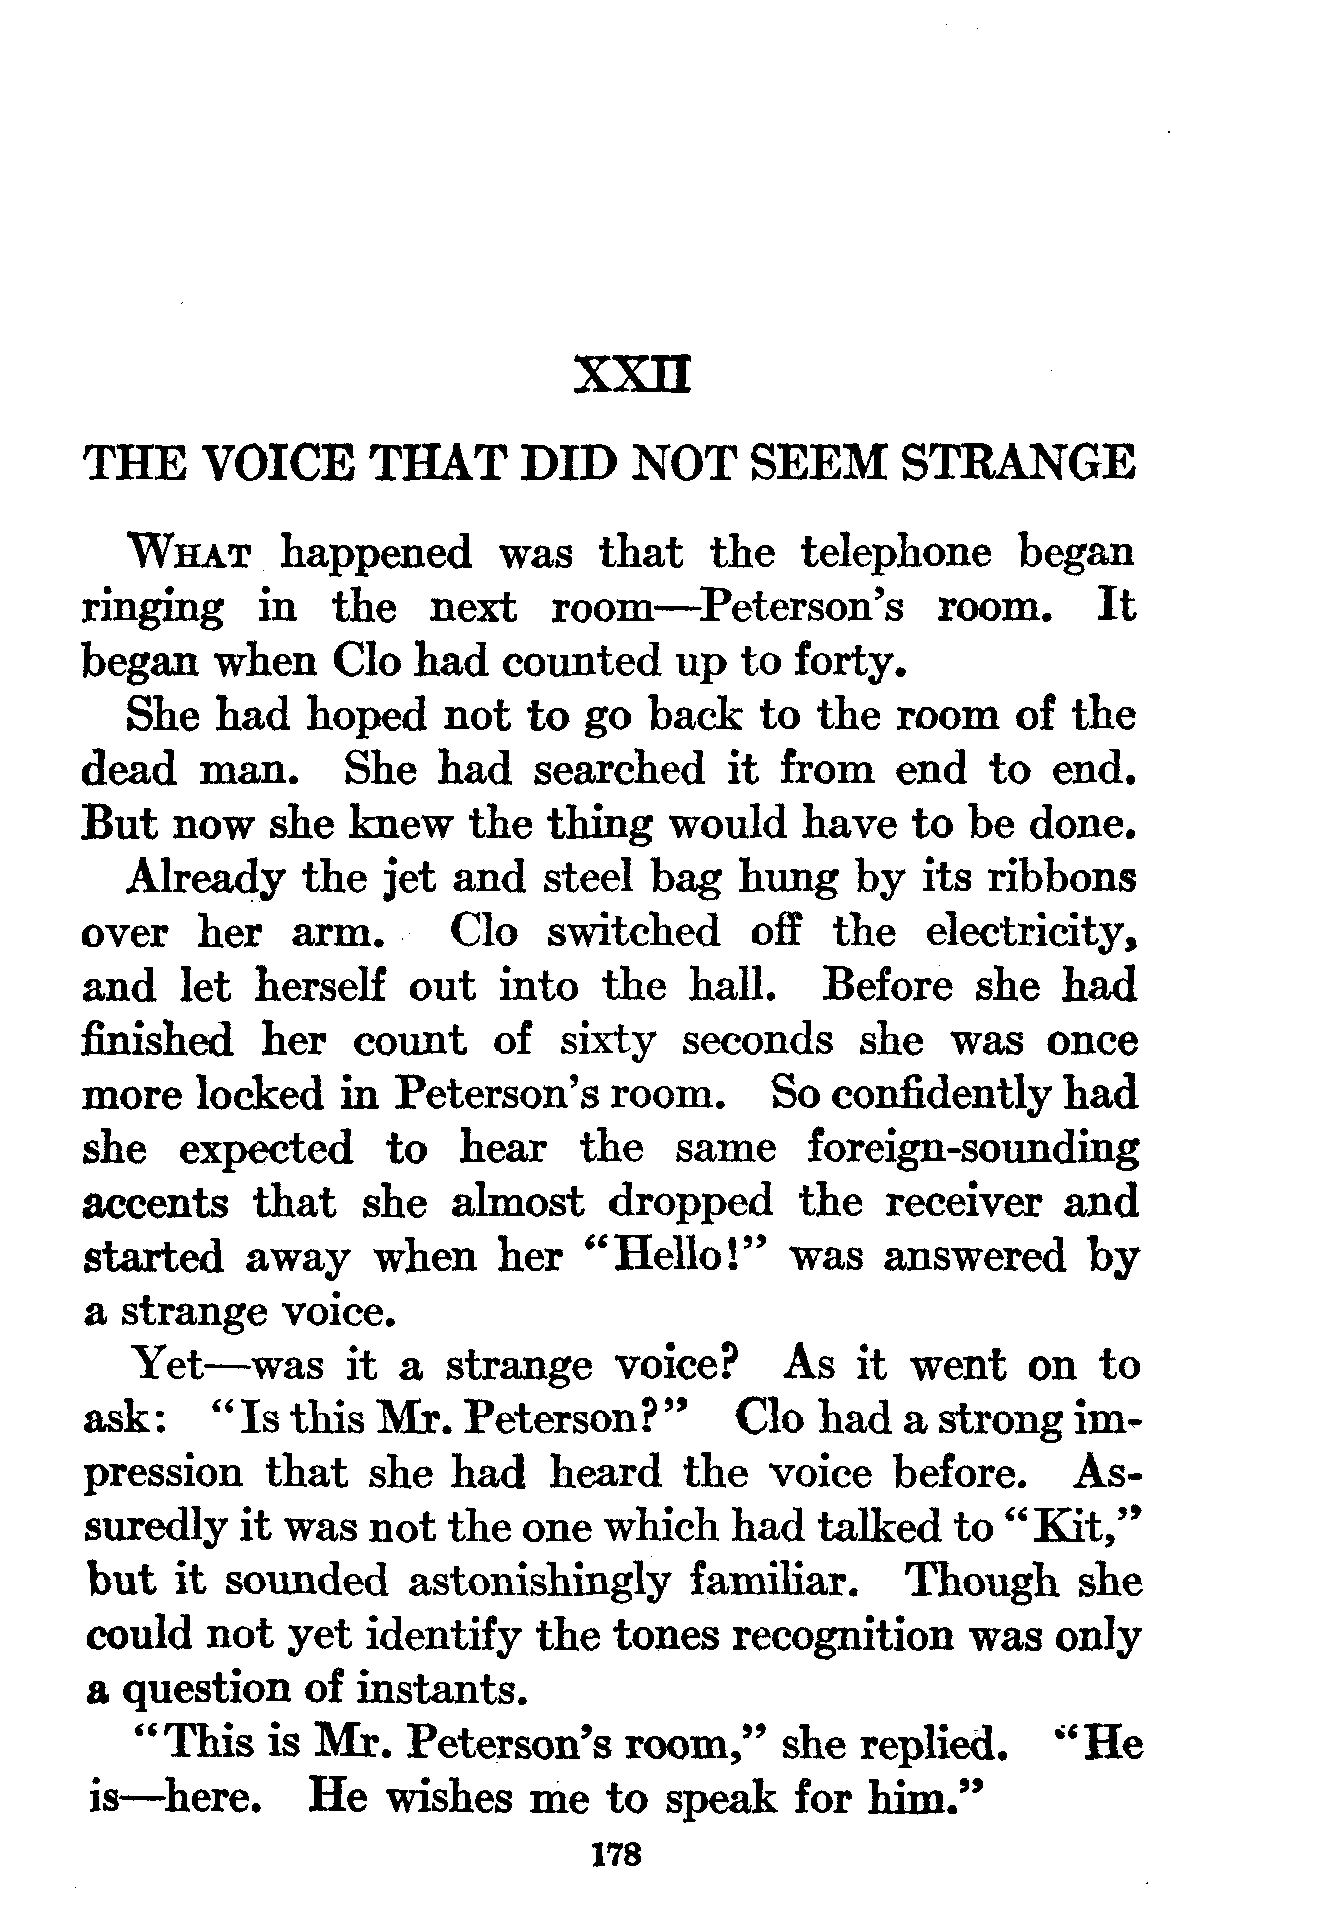 XXII
THE VOICE THAT DID NOT SEEM STRANGE
WHAT happened was that the telephone began
ringing in the next room—Peterson's room. It
began when Clo had counted up to forty.
She had hoped not to go back to the room of the
dead man. She had searched it from end to end.
But now she knew the thing would have to be done.
Already the jet and steel bag hung by its ribbons
over her arm. Clo switched off the electricity,
and let herself out into the hall. Before she had
finished her count of sixty seconds she was once
more locked in Peterson's room. So confidently had
she expected to hear the same foreign-sounding
accents that she almost dropped the receiver and
started away when her "Hello!" was answered by
a strange voice.
Yet—was it a strange voice? As it went on to
ask: "Is this Mr. Peterson?" Clo had a strong im-
pression that she had heard the voice before. As-
suredly it was not the one which had talked to "Kit,"
but it sounded astonishingly familiar. Though she
could not yet identify the tones recognition was only
a question of instants.
"This is Mr. Peterson's room," she replied. "He
is—here. He wishes me to speak for him."
178